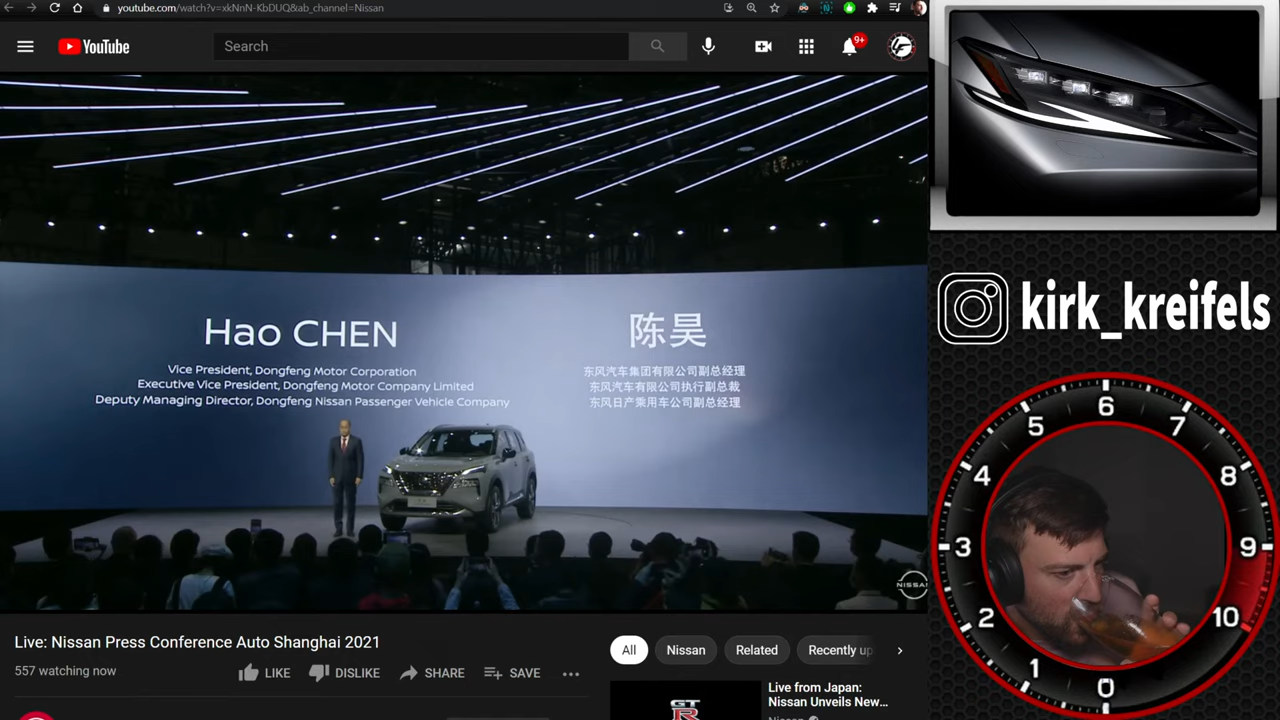 youtube.com/watch?v=xkNnN-KbDUQ&ab_channel=Nissan
YouTube
Search
9+
Hao CHEN
Vice President, Dongfeng Motor Corporation
Executive Vice President, Dongfeng Motor Company Limited
Deputy Managing Director, Dongfeng Nissan Passenger Vehicle Company
陈昊
东风汽车集团有限公司副总经理
东风汽车有限公司执行副总裁
东风日产乘用车公司副总经理
NISSAN
Live: Nissan Press Conference Auto Shanghai 2021
557 watching now
LIKE
DISLIKE
SHARE
SAVE
All
Nissan
Related
Recently up
GT
Live from Japan:
Nissan Unveils New…
Nissan
kirk_kreifels
0
1
2
3
4
5
6
7
8
9
10